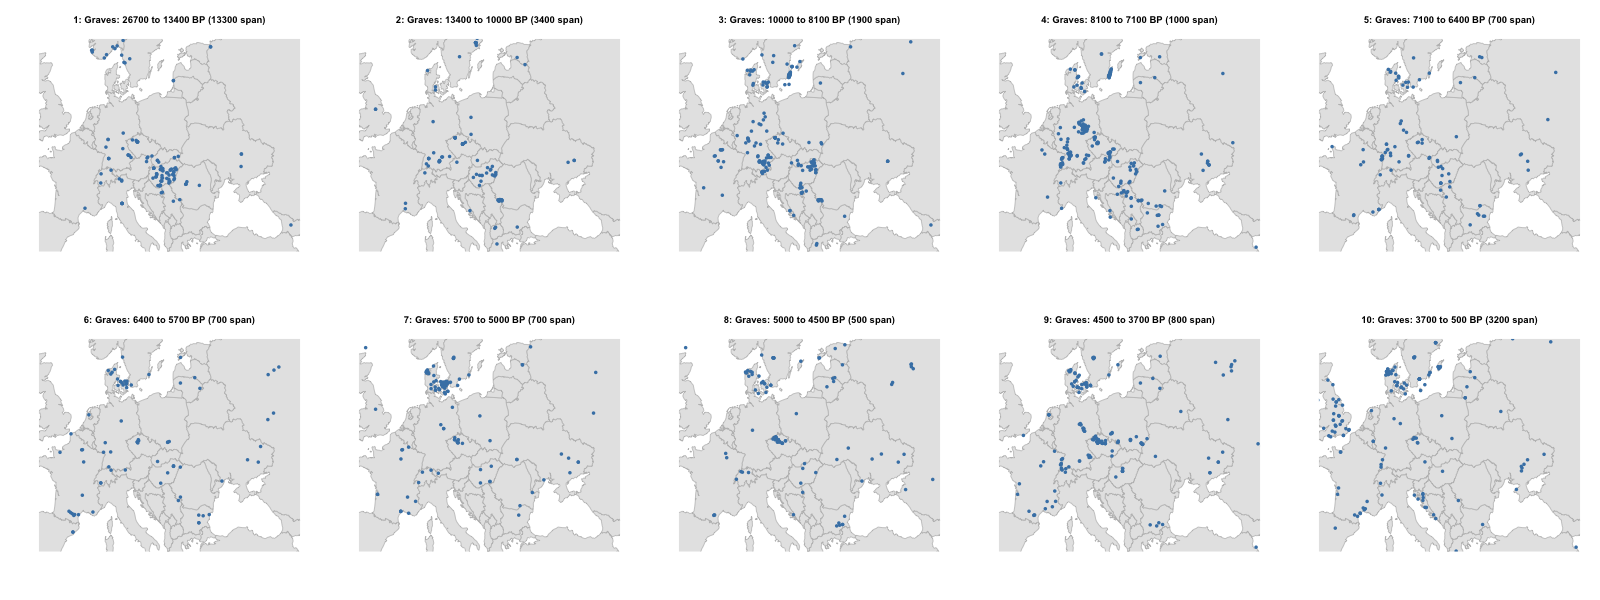 1: Graves: 26700 to 13400 BP (13300 span)
2: Graves: 13400 to 10000 BP (3400 span)
3: Graves: 10000 to 8100 BP (1900 span)
4: Graves: 8100 to 7100 BP (1000 span)
5: Graves: 7100 to 6400 BP (700 span)
6: Graves: 6400 to 5700 BP (700 span)
7: Graves: 5700 to 5000 BP (700 span)
8: Graves: 5000 to 4500 BP (500 span)
9: Graves: 4500 to 3700 BP (800 span)
10: Graves: 3700 to 500 BP (3200 span)